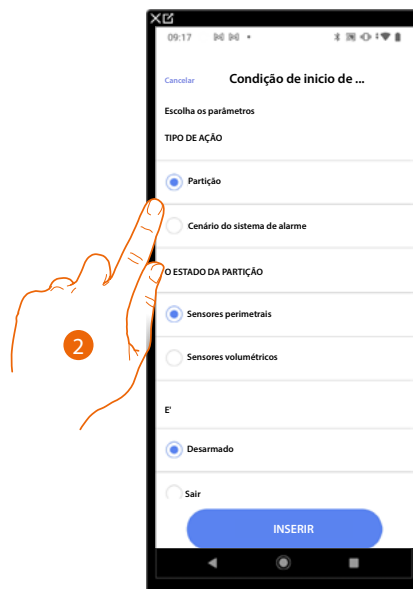 09:17
Cancelar
Condição de inicio de ...
Escolha os parâmetros
TIPO DE AÇÃO
Partição
Cenário do sistema de alarme
O ESTADO DA PARTIÇÃO
Sensores perimetrais
Sensores volumétricos
E'
Desarmado
Sair
INSERIR
2